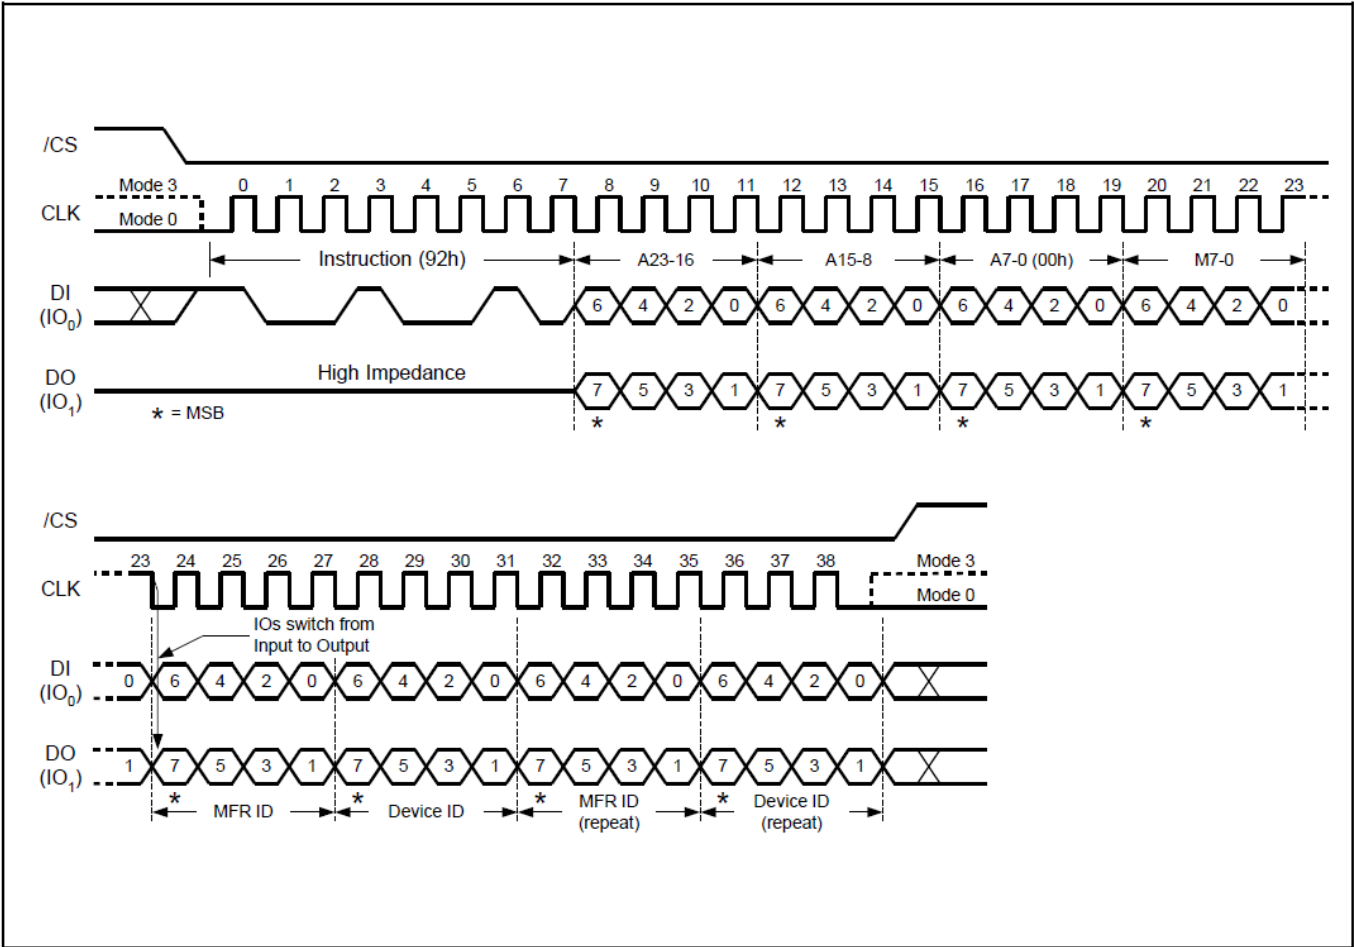 /CS
Mode 3 0 1 2 3 4 5 6 7 8 9 10 11 12 13 14 15 16 17 18 19 20 21 22 23
CLK
Mode 0
Instruction (92h) A23-16 A15-8 A7-0 (00h) M7-0
DI
(IO0)
6 4 2 0 6 4 2 0 6 4 2 0 6 4 2 0
High Impedance
DO
(IO1)
7 5 3 1 7 5 3 1 7 5 3 1 7 5 3 1
* = MSB
* * * *
/CS
23 24 25 26 27 28 29 30 31 32 33 34 35 36 37 38 Mode 3
CLK
Mode 0
IOs switch from
Input to Output
DI
(IO0)
0 6 4 2 0 6 4 2 0 6 4 2 0 6 4 2 0
DO
(IO1)
1 7 5 3 1 7 5 3 1 7 5 3 1 7 5 3 1
* * * *
MFR ID Device ID MFR ID
(repeat)
Device ID
(repeat)